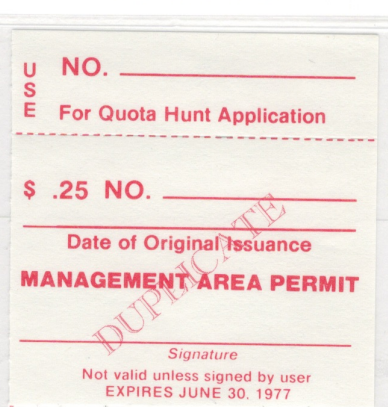 USE
NO.
For Quota Hunt Application
$ .25 NO.
Date of Original Issuance
MANAGEMENT AREA PERMIT
DUPLICATE
Signature
Not valid unless signed by user
EXPIRES JUNE 30, 1977